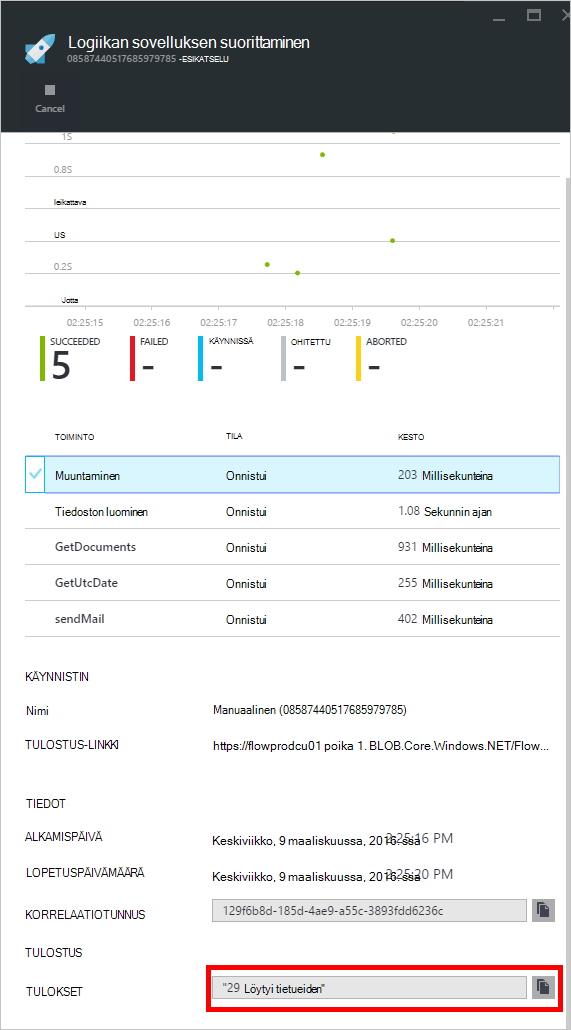 Logiikan sovelluksen suorittaminen
08587440517685979785 -ESIKATSELU
Cancel
1S
0.8S
leikattava
US
0.2S
Jotta
02:25:15 02:25:16 02:25:17 02:25:18 02:25:19 02:25:20 02:25:21
SUCCEEDED FAILED KÄYNNISSÄ OHITETTU ABORTED
5 - - - -
TOIMINTO TILA KESTO
Muuntaminen Onnistui 203 Millisekunteina
Tiedoston luominen Onnistui 1.08 Sekunnin ajan
GetDocuments Onnistui 931 Millisekunteina
GetUtcDate Onnistui 255 Millisekunteina
sendMail Onnistui 402 Millisekunteina
KÄYNNISTIN
Nimi Manuaalinen (08587440517685979785)
TULOSTUS-LINKKI https://flowprodcu01 poika 1. BLOB.Core.Windows.NET/Flow...
TIEDOT
ALKAMISPÄIVÄ Keskiviikko, 9 maaliskuussa, 2016-ssa 2:25:16 PM
LOPETUSPÄIVÄMÄÄRÄ Keskiviikko, 9 maaliskuussa, 2016-ssa 2:25:20 PM
KORRELAATIOTUNNUS 129f6b8d-185d-4ae9-a55c-3893fdd6236c
TULOSTUS
TULOKSET "29 Löytyi tietueiden"